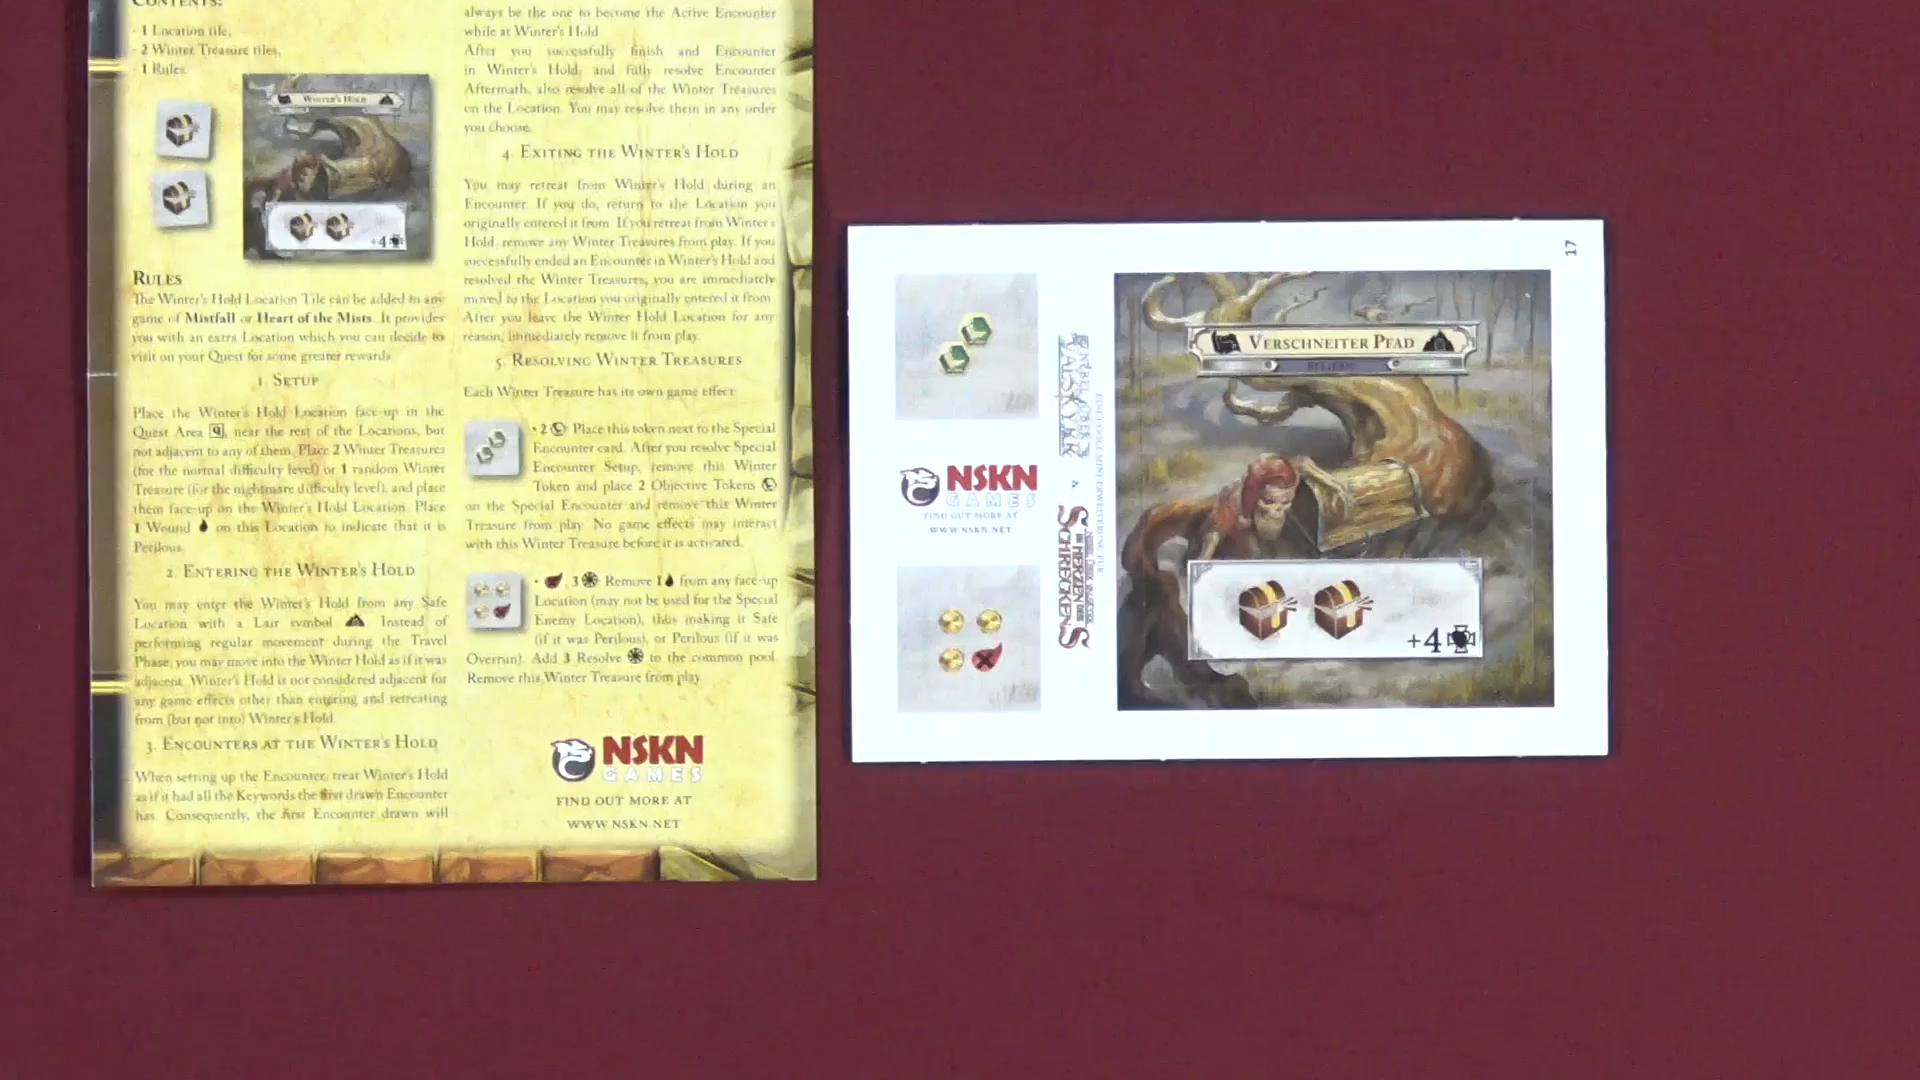 CONTENTS:
- 1 Location tile,
- 2 Winter Treasure tiles,
- 1 Rules.
WINTER'S HOLD
+4
RULES
The Winter's Hold Location Tile can be added to any
game of Mistfall or Heart of the Mists. It provides
you with an extra Location which you can decide to
visit on your Quest for some greater rewards.
1. SETUP
Place the Winter's Hold Location face-up in the
Quest Area, near the rest of the Locations, but
not adjacent to any of them. Place 2 Winter Treasures
(for the normal difficulty level) or 1 random Winter
Treasure (for the nightmare difficulty level), and place
them face-up on the Winter's Hold Location. Place
1 Wound on this Location to indicate that it is
Perilous.
2. ENTERING THE WINTER'S HOLD
You may enter the Winter's Hold from any Safe
Location with a Lair symbol. Instead of
performing regular movement during the Travel
Phase, you may move into the Winter Hold as if it was
adjacent. Winter's Hold is not considered adjacent for
any game effects other than entering and retreating
from (but not into) Winter's Hold.
3. ENCOUNTERS AT THE WINTER'S HOLD
When setting up the Encounter, treat Winter's Hold
as if it had all the Keywords the first drawn Encounter
has. Consequently, the first Encounter drawn will
always be the one to become the Active Encounter
while at Winter's Hold.
After you successfully finish and Encounter
in Winter's Hold, and fully resolve Encounter
Aftermath, also resolve all of the Winter Treasures
on the Location. You may resolve them in any order
you choose.
4. EXITING THE WINTER'S HOLD
You may retreat from Winter's Hold during an
Encounter. If you do, return to the Location you
originally entered it from. If you retreat from Winter's
Hold, remove any Winter Treasures from play. If you
successfully ended an Encounter in Winter's Hold and
resolved the Winter Treasures, you are immediately
moved to the Location you originally entered it from.
After you leave the Winter Hold Location for any
reason, immediately remove it from play.
5. RESOLVING WINTER TREASURES
Each Winter Treasure has its own game effect:
• 2 : Place this token next to the Special
Encounter card. After you resolve Special
Encounter Setup, remove this Winter
Token and place 2 Objective Tokens
on the Special Encounter and remove this Winter
Treasure from play. No game effects may interact
with this Winter Treasure before it is activated.
• , 3 : Remove 1 from any face-up
Location (may not be used for the Special
Enemy Location), thus making it Safe
(if it was Perilous), or Perilous (if it was
Overrun). Add 3 Resolve to the common pool.
Remove this Winter Treasure from play.
NSKN
GAMES
FIND OUT MORE AT
WWW.NSKN.NET
NSKN
GAMES
FIND OUT MORE AT
WWW.NSKN.NET
VALSKYRR
&
SCHRECKENS
17
VERSCHNEITER PFAD
+4